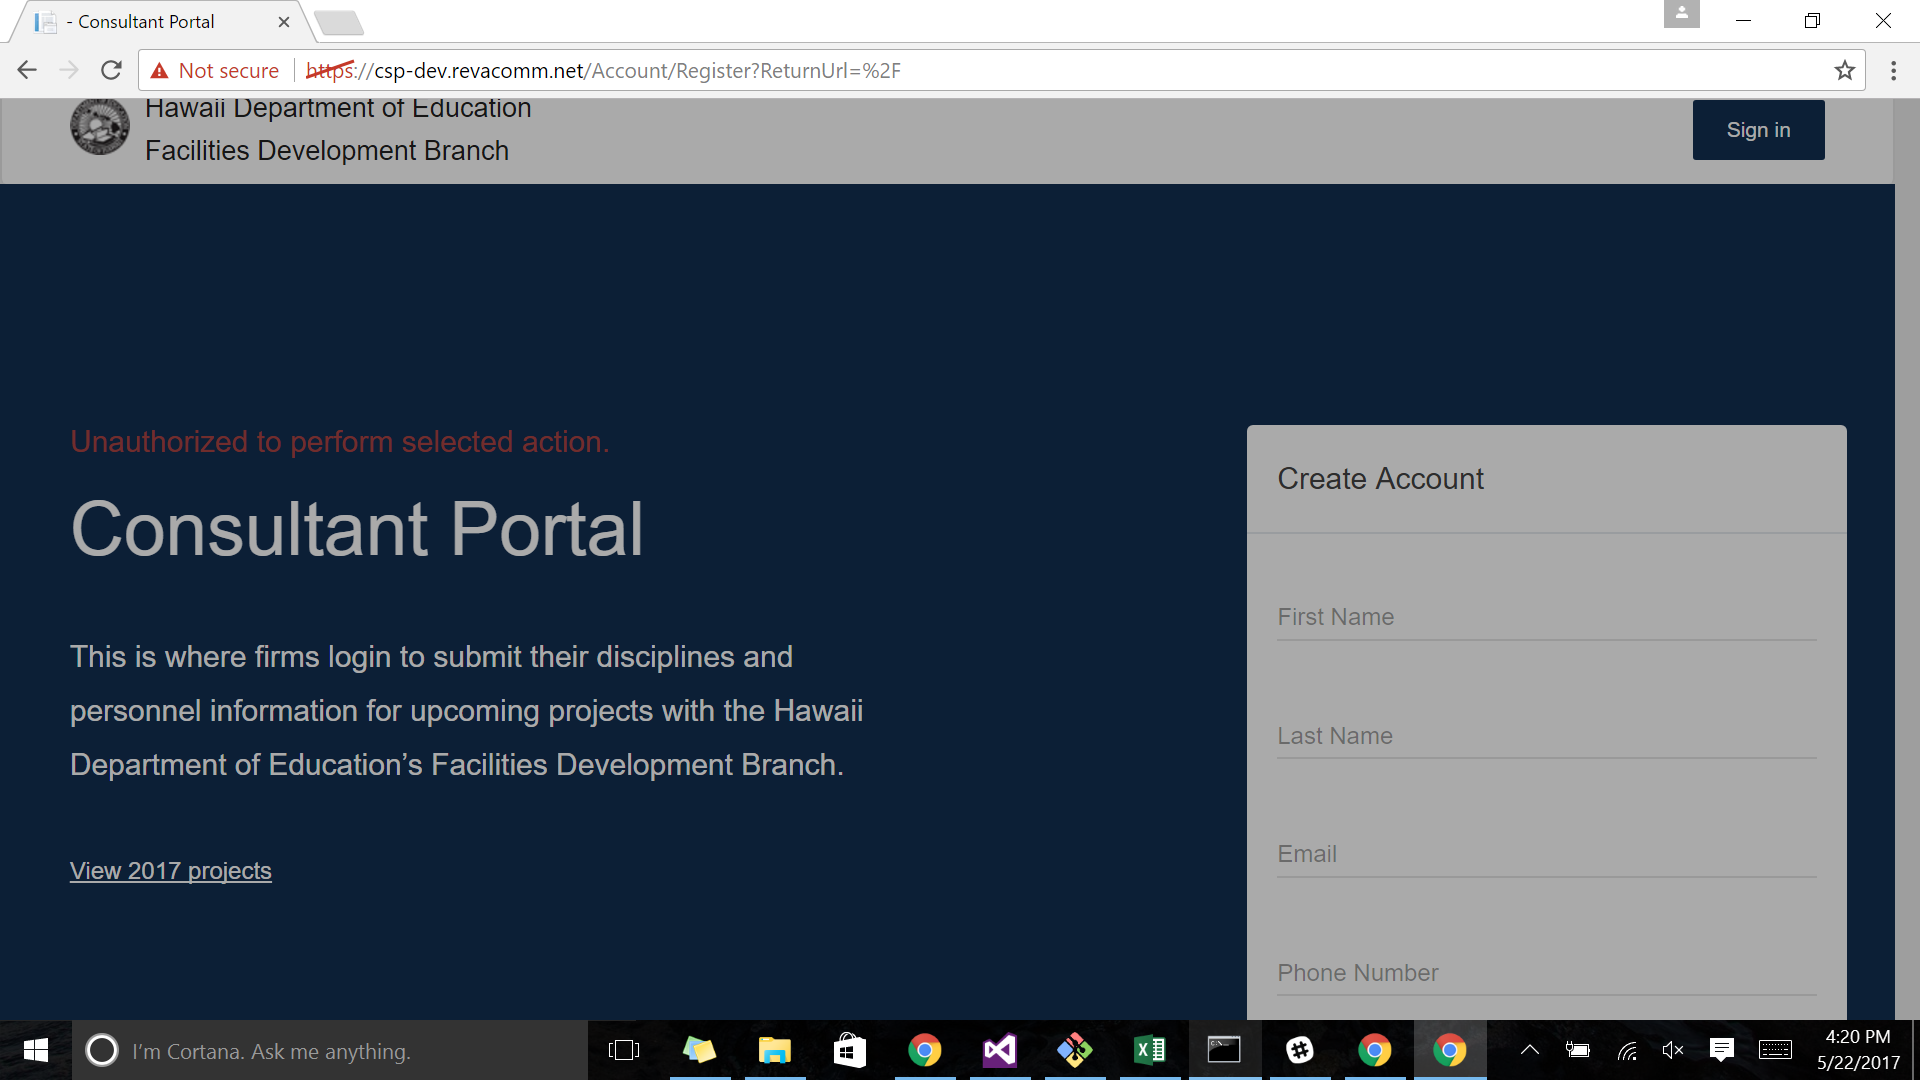 - Consultant Portal
Not secure https://csp-dev.revacomm.net/Account/Register?ReturnUrl=%2F
Hawaii Department of Education
Facilities Development Branch
Sign in
Unauthorized to perform selected action.
Consultant Portal
This is where firms login to submit their disciplines and
personnel information for upcoming projects with the Hawaii
Department of Education’s Facilities Development Branch.
View 2017 projects
Create Account
First Name
Last Name
Email
Phone Number
I’m Cortana. Ask me anything.
4:20 PM
5/22/2017